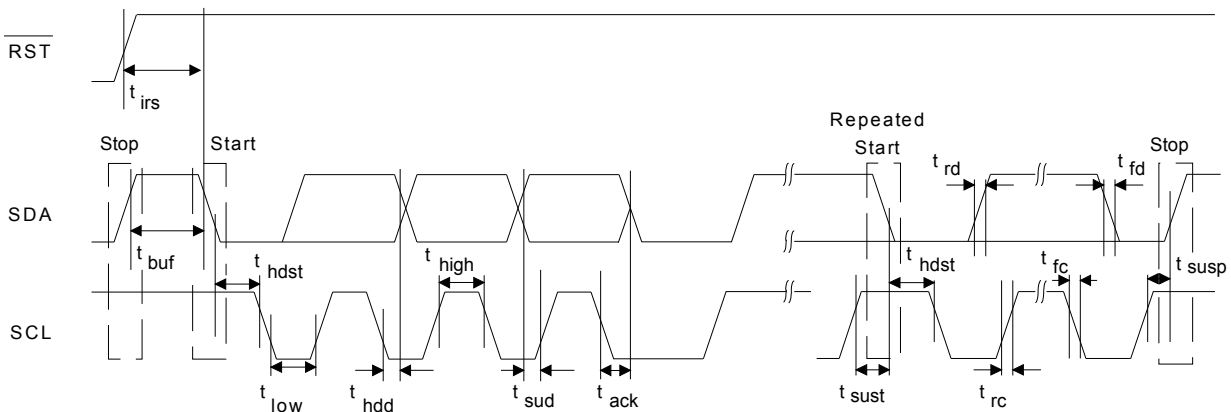 RST
t irs
Repeated
Stop Start Start Stop
t rd t fd
SDA
t buf t hdst t high t hdst t fc t susp
SCL
t low t hdd t sud t ack t sust t rc